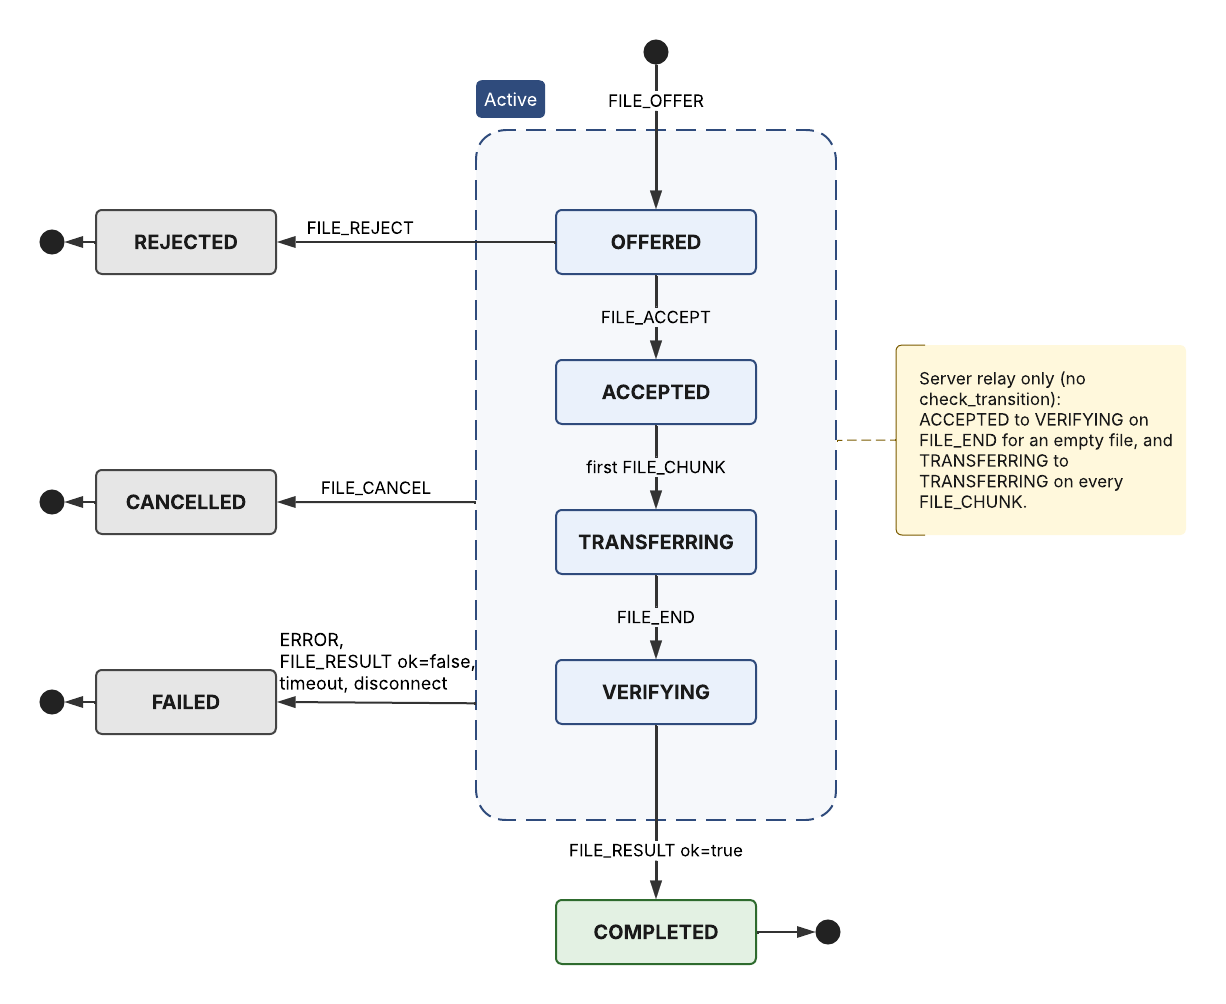 Active
FILE_OFFER
REJECTED
FILE_REJECT
OFFERED
FILE_ACCEPT
ACCEPTED
Server relay only (no
check_transition):
ACCEPTED to VERIFYING on
FILE_END for an empty file, and
TRANSFERRING to
TRANSFERRING on every
FILE_CHUNK.
first FILE_CHUNK
CANCELLED
FILE_CANCEL
TRANSFERRING
FILE_END
ERROR,
FILE_RESULT ok=false,
timeout, disconnect
FAILED
VERIFYING
FILE_RESULT ok=true
COMPLETED